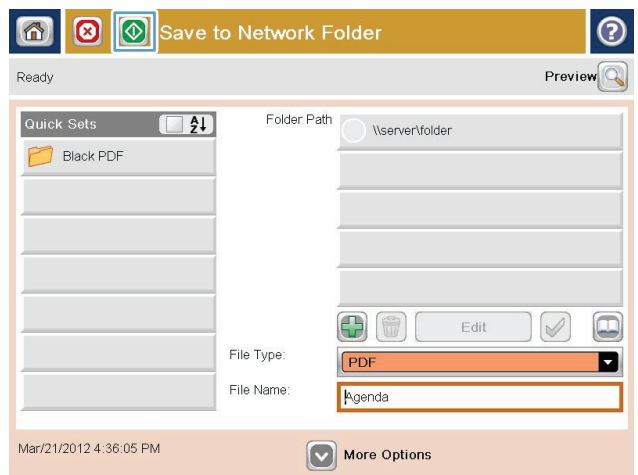 Save to Network Folder
Ready
Preview
Quick Sets
AZ
Folder Path
\\server\folder
Black PDF
Edit
File Type:
PDF
File Name:
Agenda
Mar/21/2012 4:36:05 PM
More Options